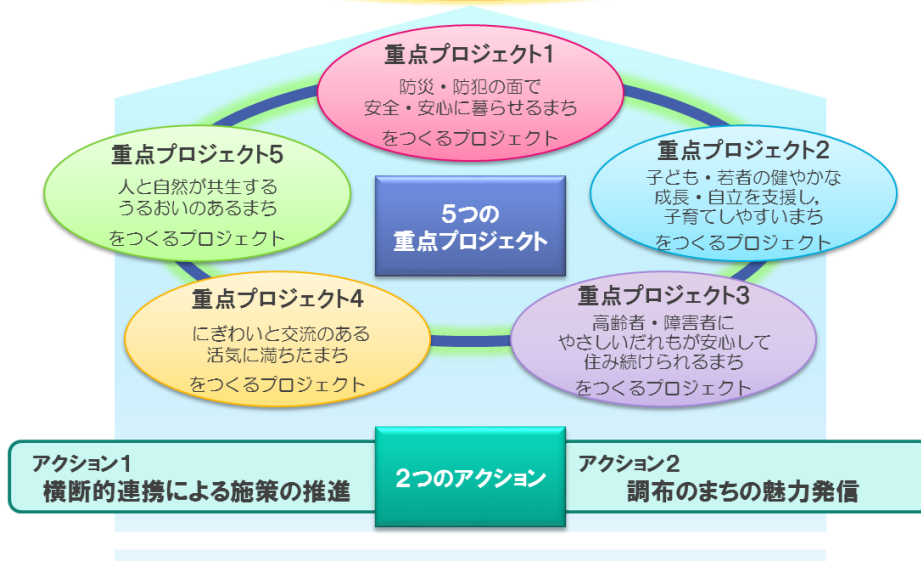 重点プロジェクト1
防災・防犯の面で
安全・安心に暮らせるまち
をつくるプロジェクト
重点プロジェクト2
子ども・若者の健やかな
成長・自立を支援し，
子育てしやすいまち
をつくるプロジェクト
重点プロジェクト3
高齢者・障害者に
やさしいだれもが安心して
住み続けられるまち
をつくるプロジェクト
重点プロジェクト4
にぎわいと交流のある
活気に満ちたまち
をつくるプロジェクト
重点プロジェクト5
人と自然が共生する
うるおいのあるまち
をつくるプロジェクト
5つの
重点プロジェクト
アクション1
横断的連携による施策の推進
2つのアクション
アクション2
調布のまちの魅力発信